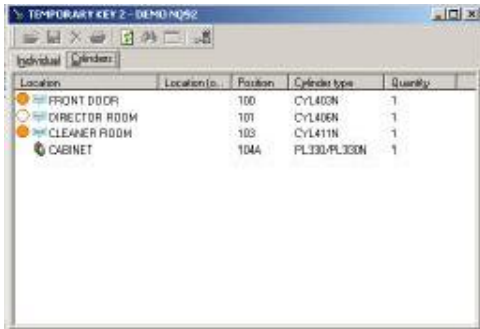 TEMPORARY KEY 2 - DEMO NQ92
Individual Cylinders
Location Location (o... Position Cylinder type Quantity
FRONT DOOR 100 CYL403N 1
DIRECTOR ROOM 101 CYL406N 1
CLEANER ROOM 103 CYL411N 1
CABINET 104A PL330/PL330N 1